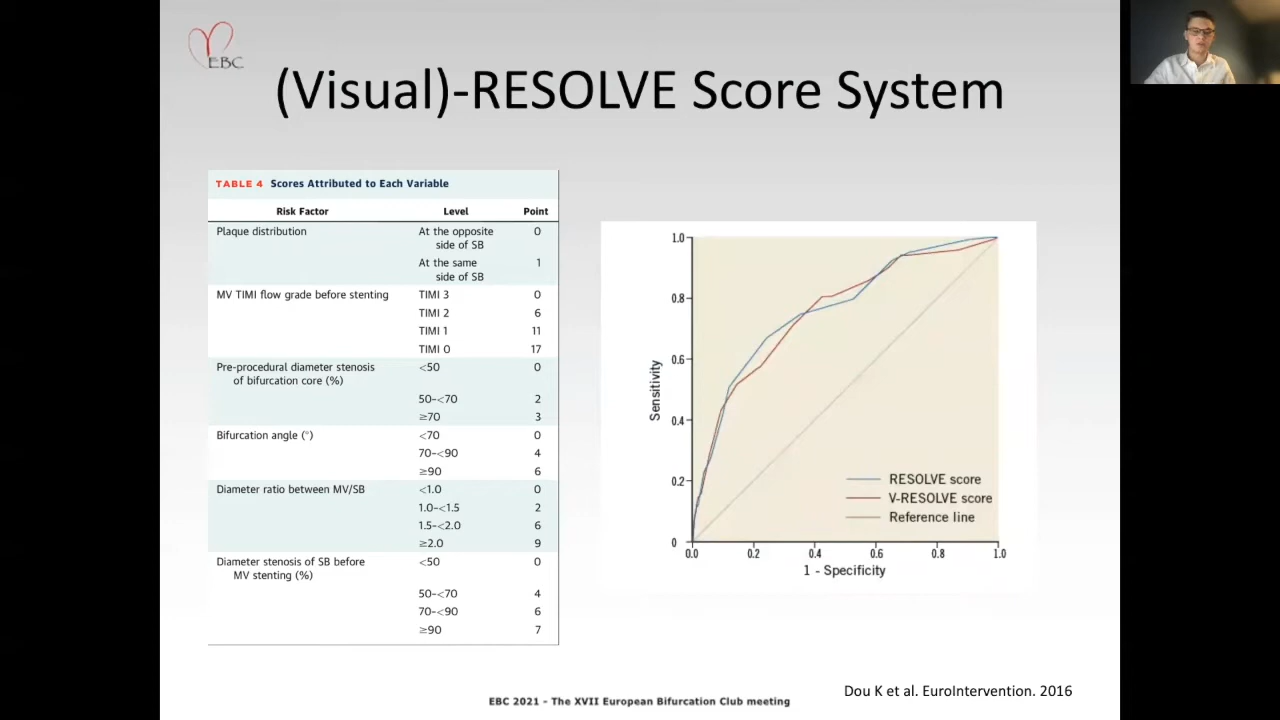 EBC
(Visual)-RESOLVE Score System
TABLE 4 Scores Attributed to Each Variable
Risk Factor Level Point
Plaque distribution At the opposite 0
side of SB
At the same 1
side of SB
MV TIMI flow grade before stenting TIMI 3 0
TIMI 2 6
TIMI 1 11
TIMI 0 17
Pre-procedural diameter stenosis <50 0
of bifurcation core (%)
50-<70 2
≥70 3
Bifurcation angle (°) <70 0
70-<90 4
≥90 6
Diameter ratio between MV/SB <1.0 0
1.0-<1.5 2
1.5-<2.0 6
≥2.0 9
Diameter stenosis of SB before <50 0
MV stenting (%)
50-<70 4
70-<90 6
≥90 7
1.0
0.8
0.6
0.4
0.2
0
Sensitivity
RESOLVE score
V-RESOLVE score
Reference line
0.0 0.2 0.4 0.6 0.8 1.0
1 - Specificity
Dou K et al. EuroIntervention. 2016
EBC 2021 - The XVII European Bifurcation Club meeting